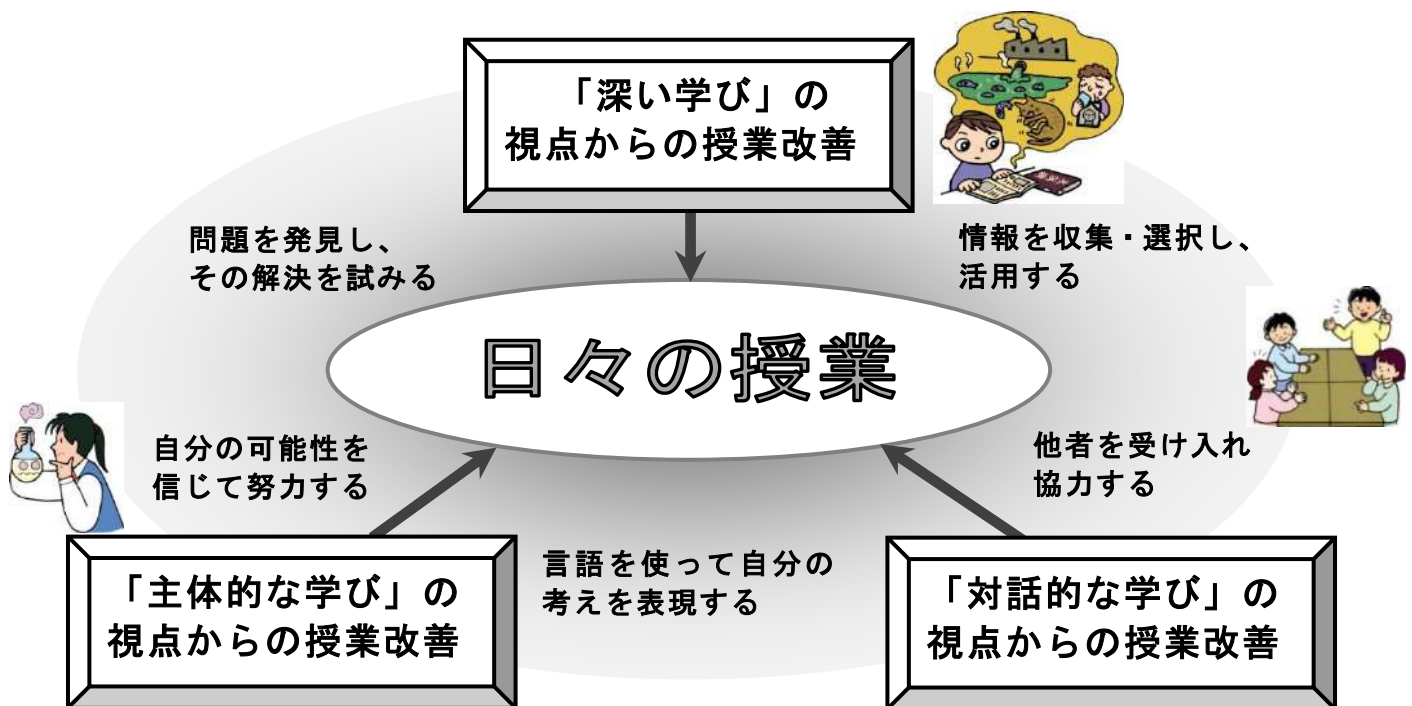 「深い学び」の
視点からの授業改善
問題を発見し、
その解決を試みる
情報を収集・選択し、
活用する
日々の授業
自分の可能性を
信じて努力する
他者を受け入れ
協力する
「主体的な学び」の
視点からの授業改善
言語を使って自分の
考えを表現する
「対話的な学び」の
視点からの授業改善